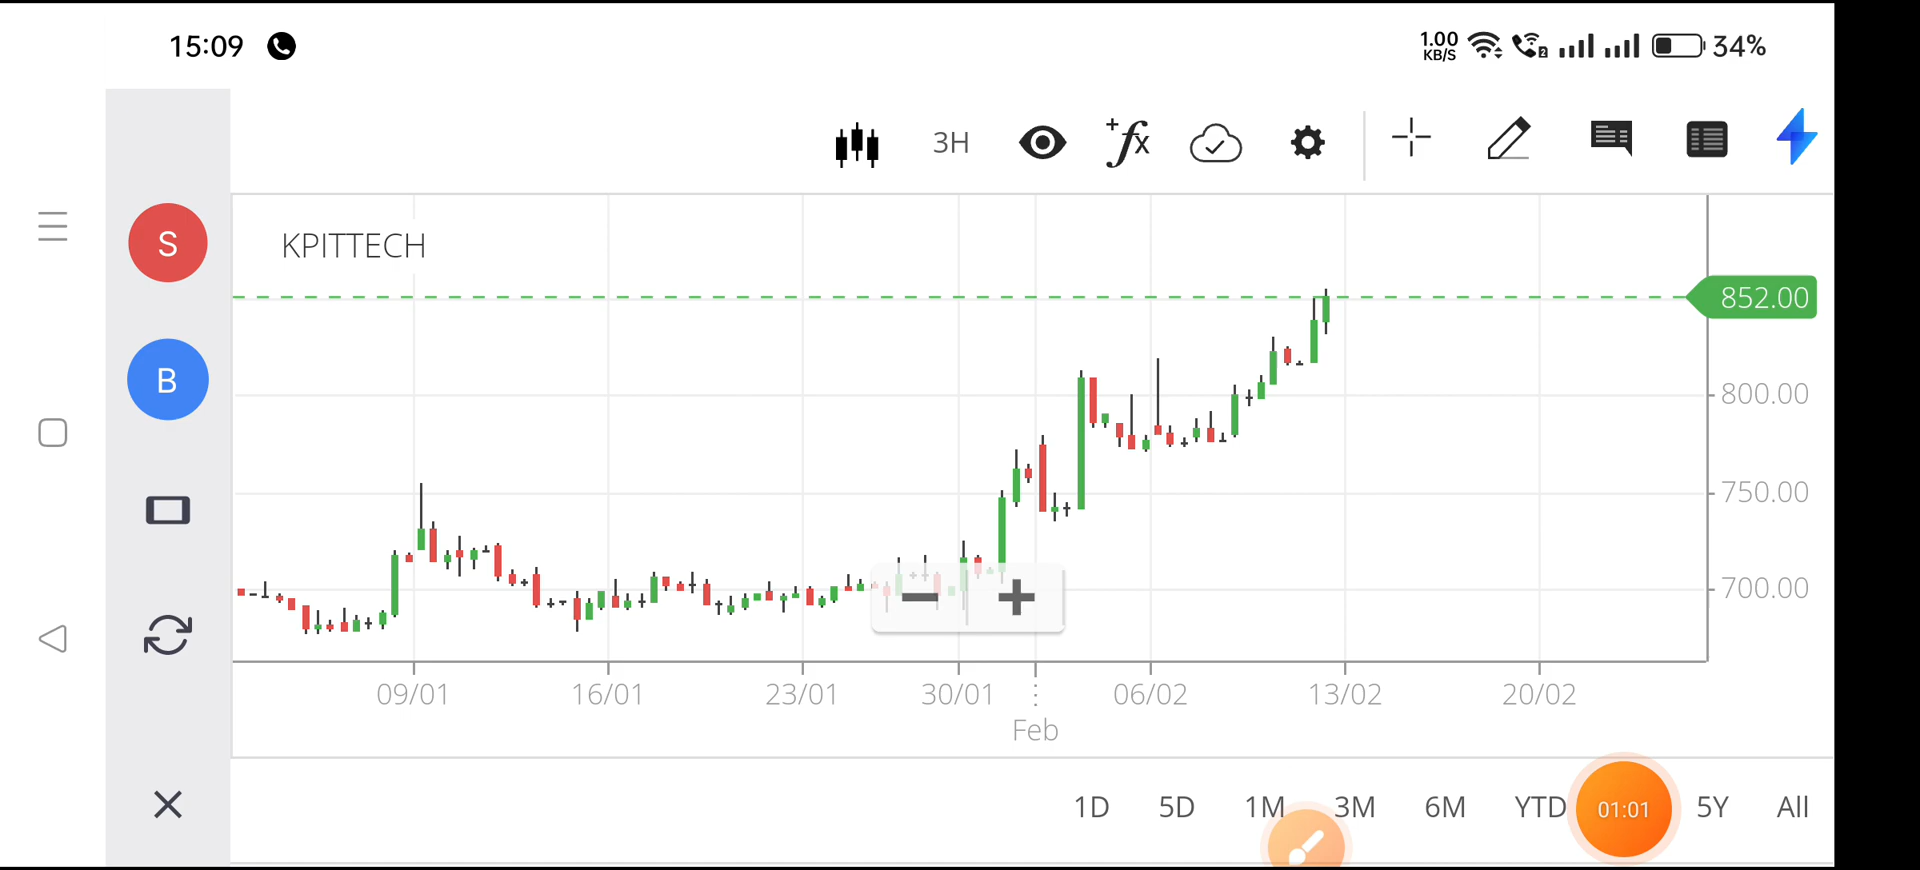 15:09
1.00
KB/S
2
34%
3H
+fx
S
KPITTECH
852.00
B
800.00
750.00
700.00
09/01
16/01
23/01
30/01
06/02
13/02
20/02
Feb
1D
5D
1M
3M
6M
YTD
01:01
5Y
All